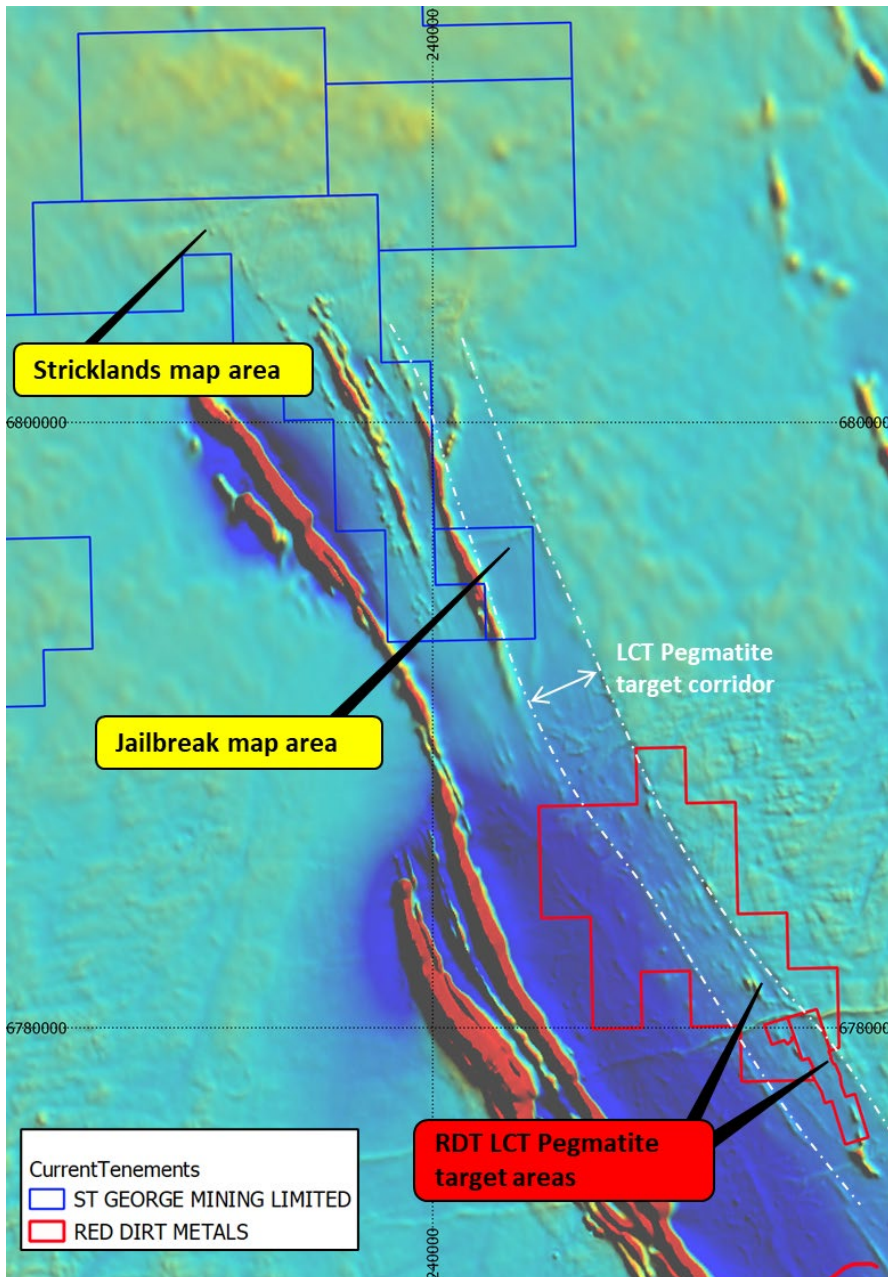 240000
Stricklands map area
6800000
680000
LCT Pegmatite
target corridor
Jailbreak map area
6780000
678000
RDT LCT Pegmatite
target areas
CurrentTenements
ST GEORGE MINING LIMITED
RED DIRT METALS
240000